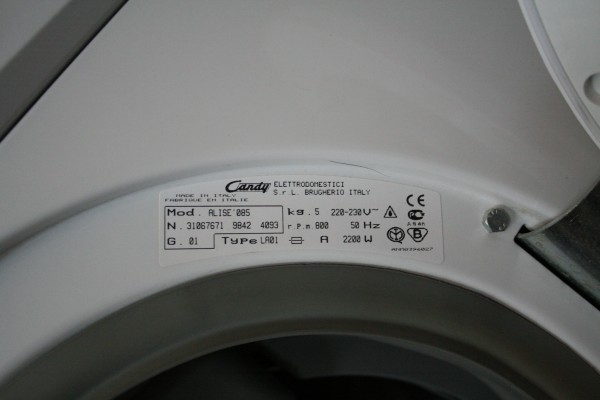 Candy ELETTRODOMESTICI
S.r.L. BRUGHERIO ITALY
MADE IN ITALY
FABRIQUE EN ITALIE
Mod. ALISE'085 kg. 5 220-230 V~
N. 31067671 9842 4093 r.p.m 800 50 Hz
G. 01 TYPE LA01 A 2200 W
CE
B